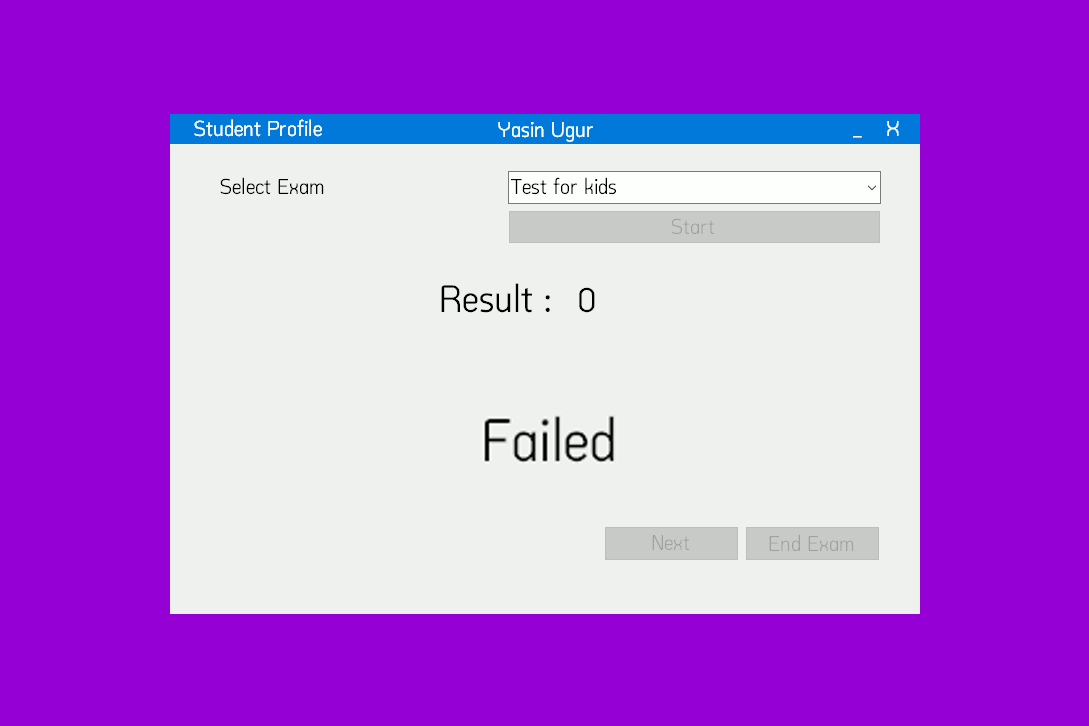 Student Profile Yasin Ugur _ X
Select Exam Test for kids
Start
Result : 0
Failed
Next End Exam